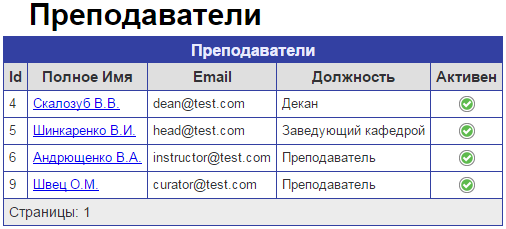 Преподаватели
Преподаватели
Id Полное Имя Email Должность Активен
4 Скалозуб В.В. dean@test.com Декан
5 Шинкаренко В.И. head@test.com Заведующий кафедрой
6 Андрющенко В.А. instructor@test.com Преподаватель
9 Швец О.М. curator@test.com Преподаватель
Страницы: 1